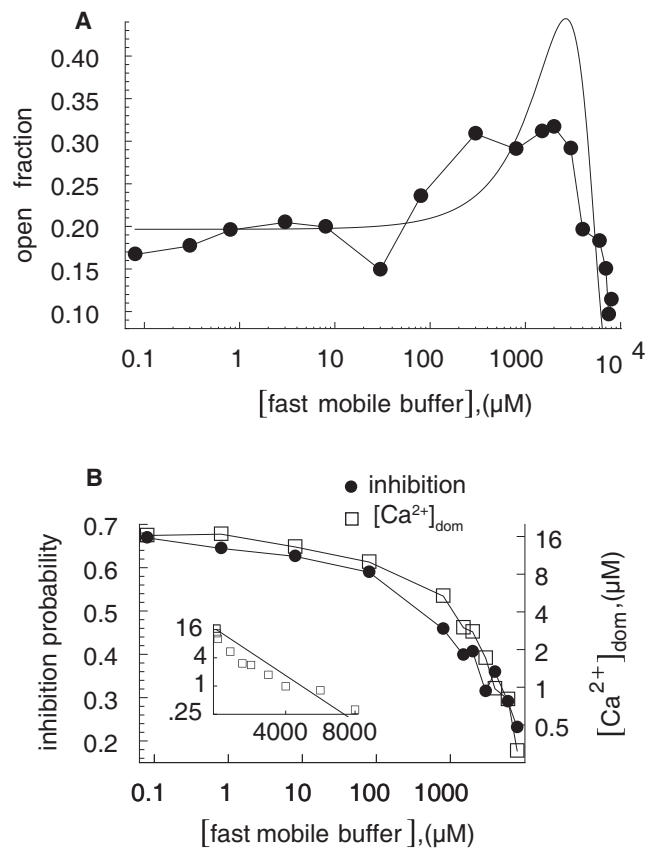 A
open fraction
0.40
0.35
0.30
0.25
0.20
0.15
0.10
0.1 1 10 100 1000 10 4
[fast mobile buffer],(µM)
B
inhibition
[Ca2+]dom
inhibition probability
0.7
0.6
0.5
0.4
0.3
0.2
16
8
4
2
1
0.5
[Ca2+]dom,(µM)
16
4
1
.25
4000 8000
0.1 1 10 100 1000
[fast mobile buffer],(µM)